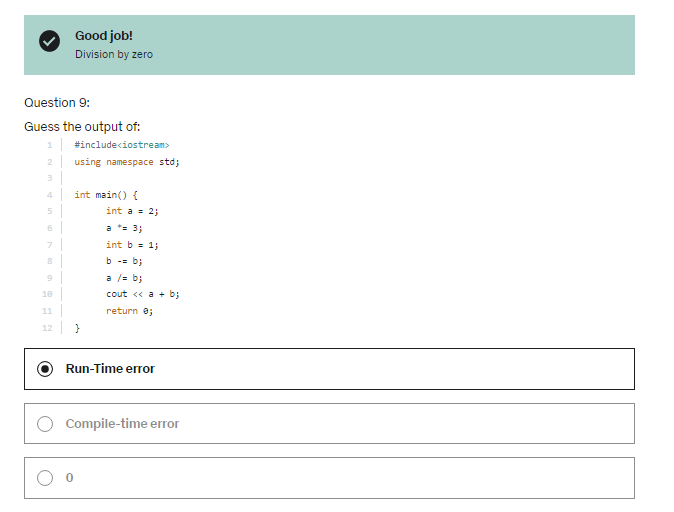 Good job!
Division by zero
Question 9:
Guess the output of:
1 #include<iostream>
2 using namespace std;
3
4 int main() {
5 int a = 2;
6 a *= 3;
7 int b = 1;
8 b -= b;
9 a /= b;
10 cout << a + b;
11 return 0;
12 }
Run-Time error
Compile-time error
0